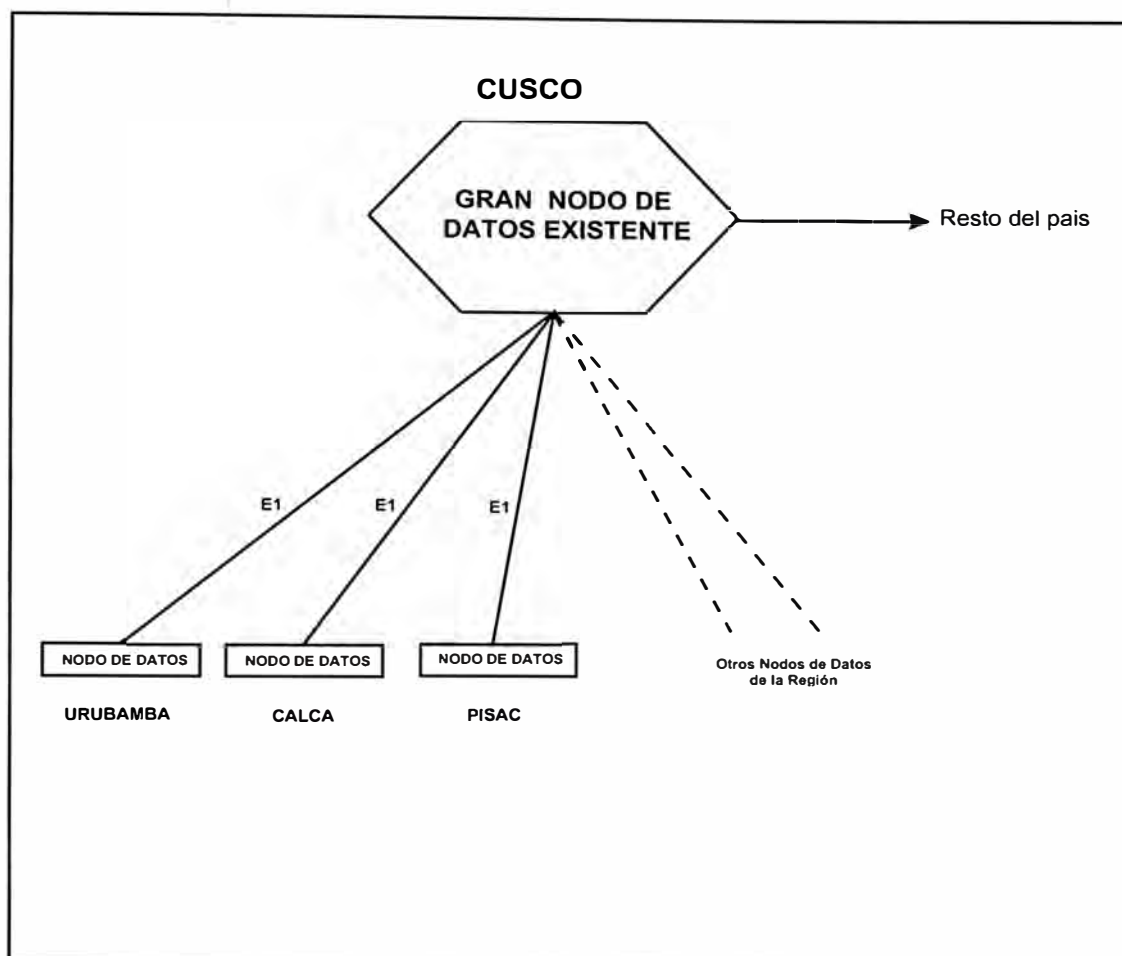 CUSCO
GRAN NODO DE
DATOS EXISTENTE
Resto del pais
E1
E1
E1
NODO DE DATOS
NODO DE DATOS
NODO DE DATOS
Otros Nodos de Datos
de la Región
URUBAMBA
CALCA
PISAC